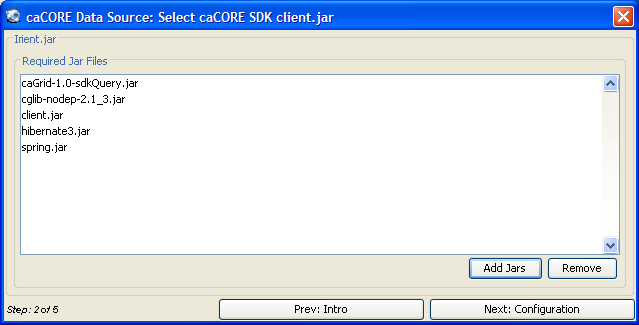 caCORE Data Source: Select caCORE SDK client.jar
Irient.jar
Required Jar Files
caGrid-1.0-sdkQuery.jar
cglib-nodep-2.1_3.jar
client.jar
hibernate3.jar
spring.jar
Add Jars Remove
Step: 2 of 5 Prev: Intro Next: Configuration